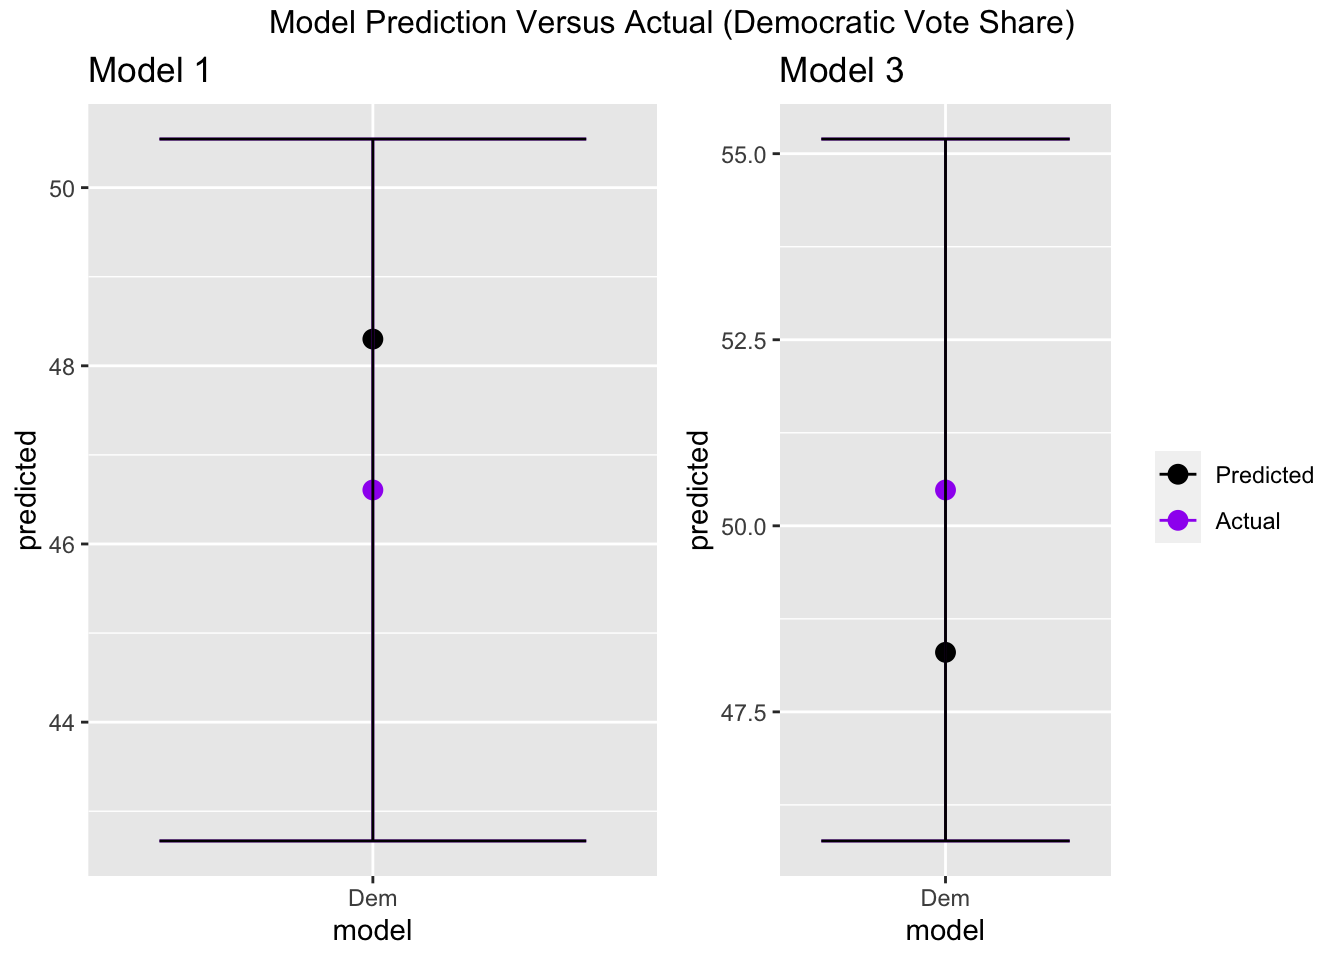 Model Prediction Versus Actual (Democratic Vote Share)
Model 1
predicted
50
48
46
44
Dem
model
Model 3
predicted
55.0
52.5
50.0
47.5
Dem
model
Predicted
Actual